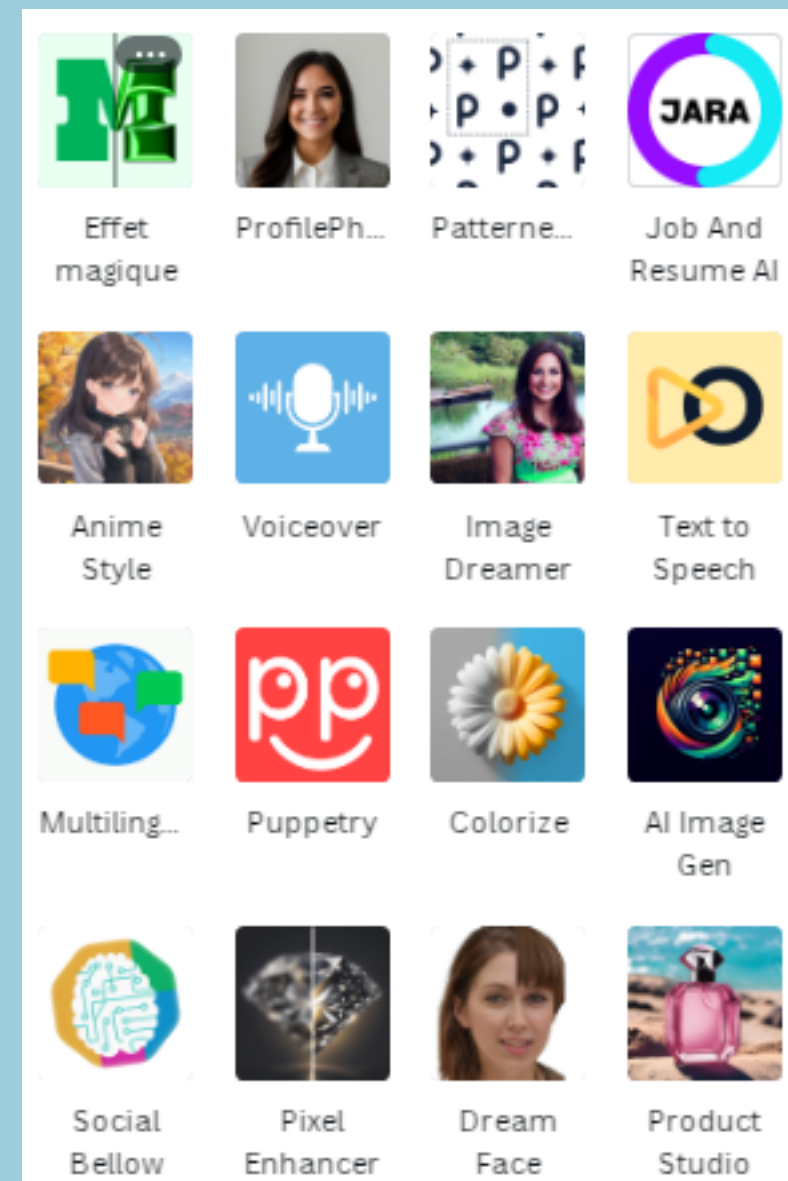 JARA
Effet
magique
ProfilePh...
Patterne...
Job And
Resume AI
Anime
Style
Voiceover
Image
Dreamer
Text to
Speech
pp
Multiling...
Puppetry
Colorize
AI Image
Gen
Social
Bellow
Pixel
Enhancer
Dream
Face
Product
Studio